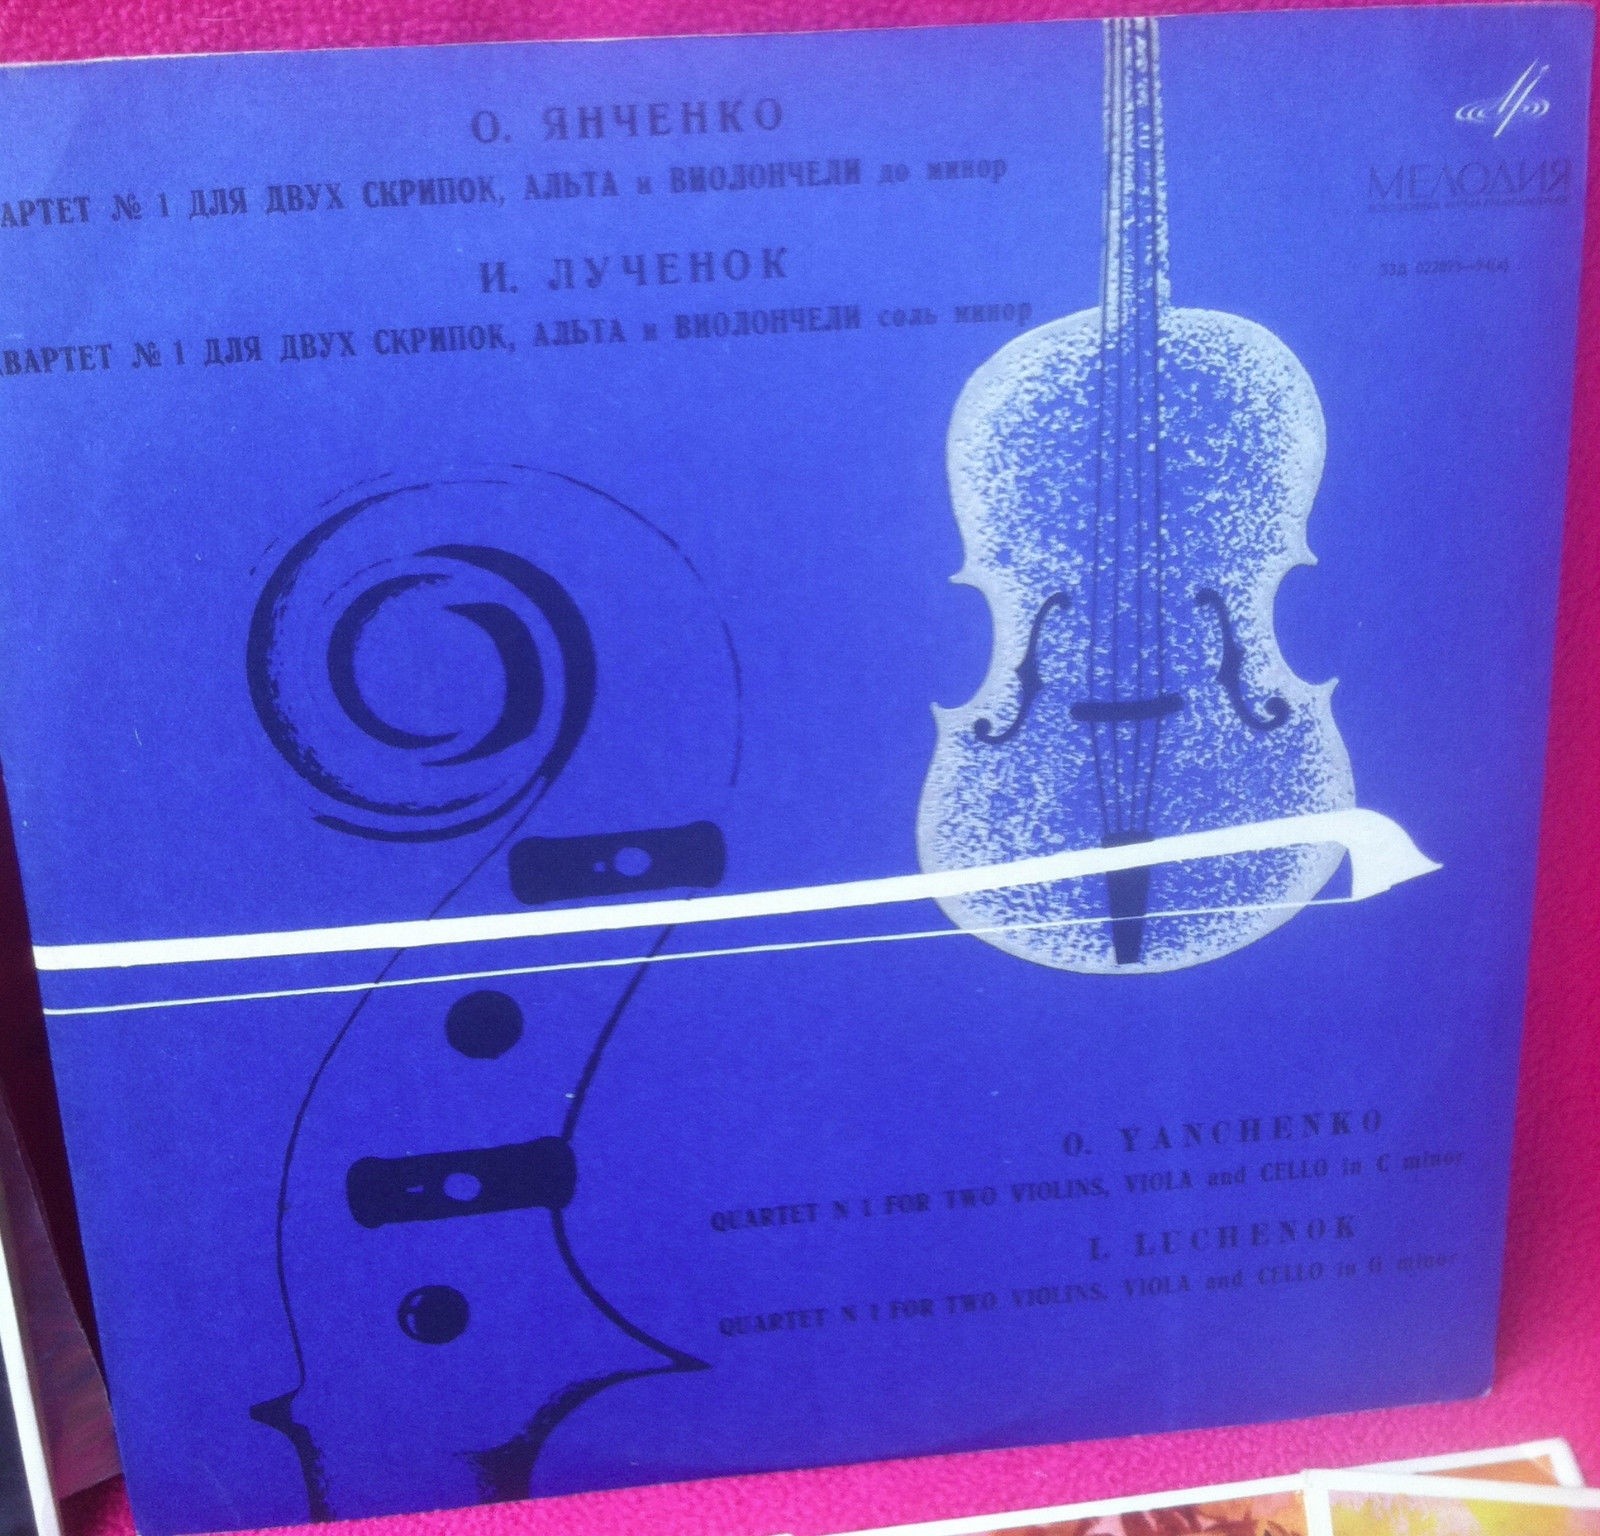 О. ЯНЧЕНКО
АРТЕТ № 1 ДЛЯ ДВУХ СКРИПОК, АЛЬТА и ВИОЛОНЧЕЛИ до минор
И. ЛУЧЕНОК
КВАРТЕТ № 1 ДЛЯ ДВУХ СКРИПОК, АЛЬТА и ВИОЛОНЧЕЛИ соль минор
МЕЛОДИЯ
33Д
O. YANCHENKO
QUARTET N 1 FOR TWO VIOLINS, VIOLA and CELLO in C minor
I. LUCHENOK
QUARTET N 1 FOR TWO VIOLINS, VIOLA and CELLO in G minor